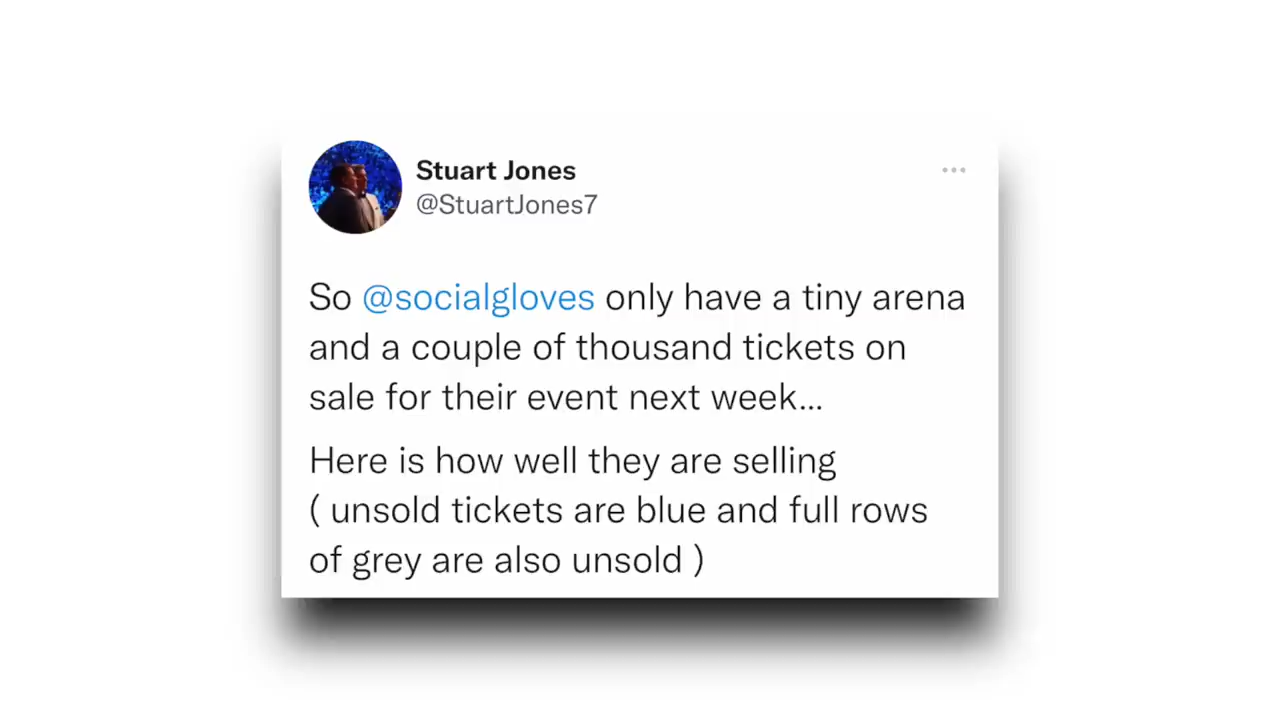 Stuart Jones
@StuartJones7
So @socialgloves only have a tiny arena
and a couple of thousand tickets on
sale for their event next week...
Here is how well they are selling
( unsold tickets are blue and full rows
of grey are also unsold )